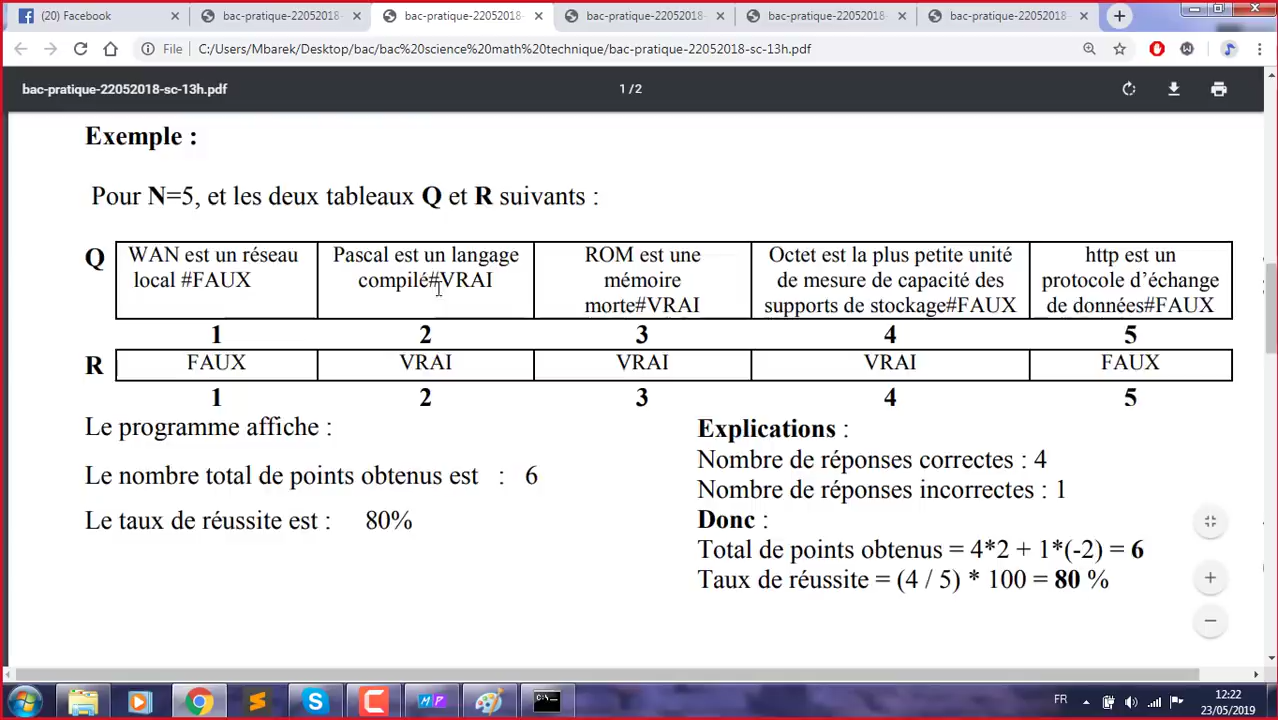 (20) Facebook
bac-pratique-22052018-
bac-pratique-22052018-
bac-pratique-22052018-
bac-pratique-22052018-
bac-pratique-22052018-
File
C:/Users/Mbarek/Desktop/bac/bac%20science%20math%20technique/bac-pratique-22052018-sc-13h.pdf
bac-pratique-22052018-sc-13h.pdf
1 / 2
Exemple :
Pour N=5, et les deux tableaux Q et R suivants :
Q
WAN est un réseau
local #FAUX
Pascal est un langage
compilé#VRAI
ROM est une
mémoire
morte#VRAI
Octet est la plus petite unité
de mesure de capacité des
supports de stockage#FAUX
http est un
protocole d’échange
de données#FAUX
1 2 3 4 5
R
FAUX VRAI VRAI VRAI FAUX
1 2 3 4 5
Le programme affiche :
Le nombre total de points obtenus est : 6
Le taux de réussite est : 80%
Explications :
Nombre de réponses correctes : 4
Nombre de réponses incorrectes : 1
Donc :
Total de points obtenus = 4*2 + 1*(-2) = 6
Taux de réussite = (4 / 5) * 100 = 80 %
FR
12:22
23/05/2019